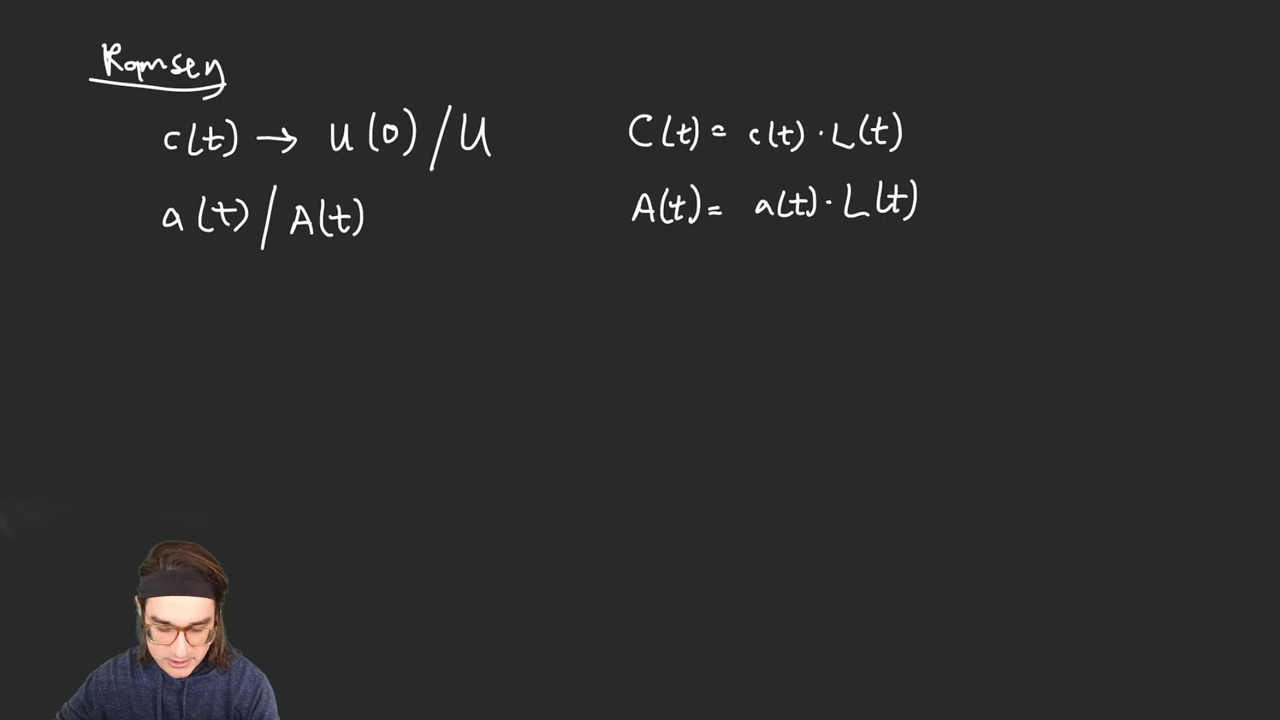 Ramsey
c(t) → U(0) / U
a(t) / A(t)
C(t) = c(t) · L(t)
A(t) = a(t) · L(t)